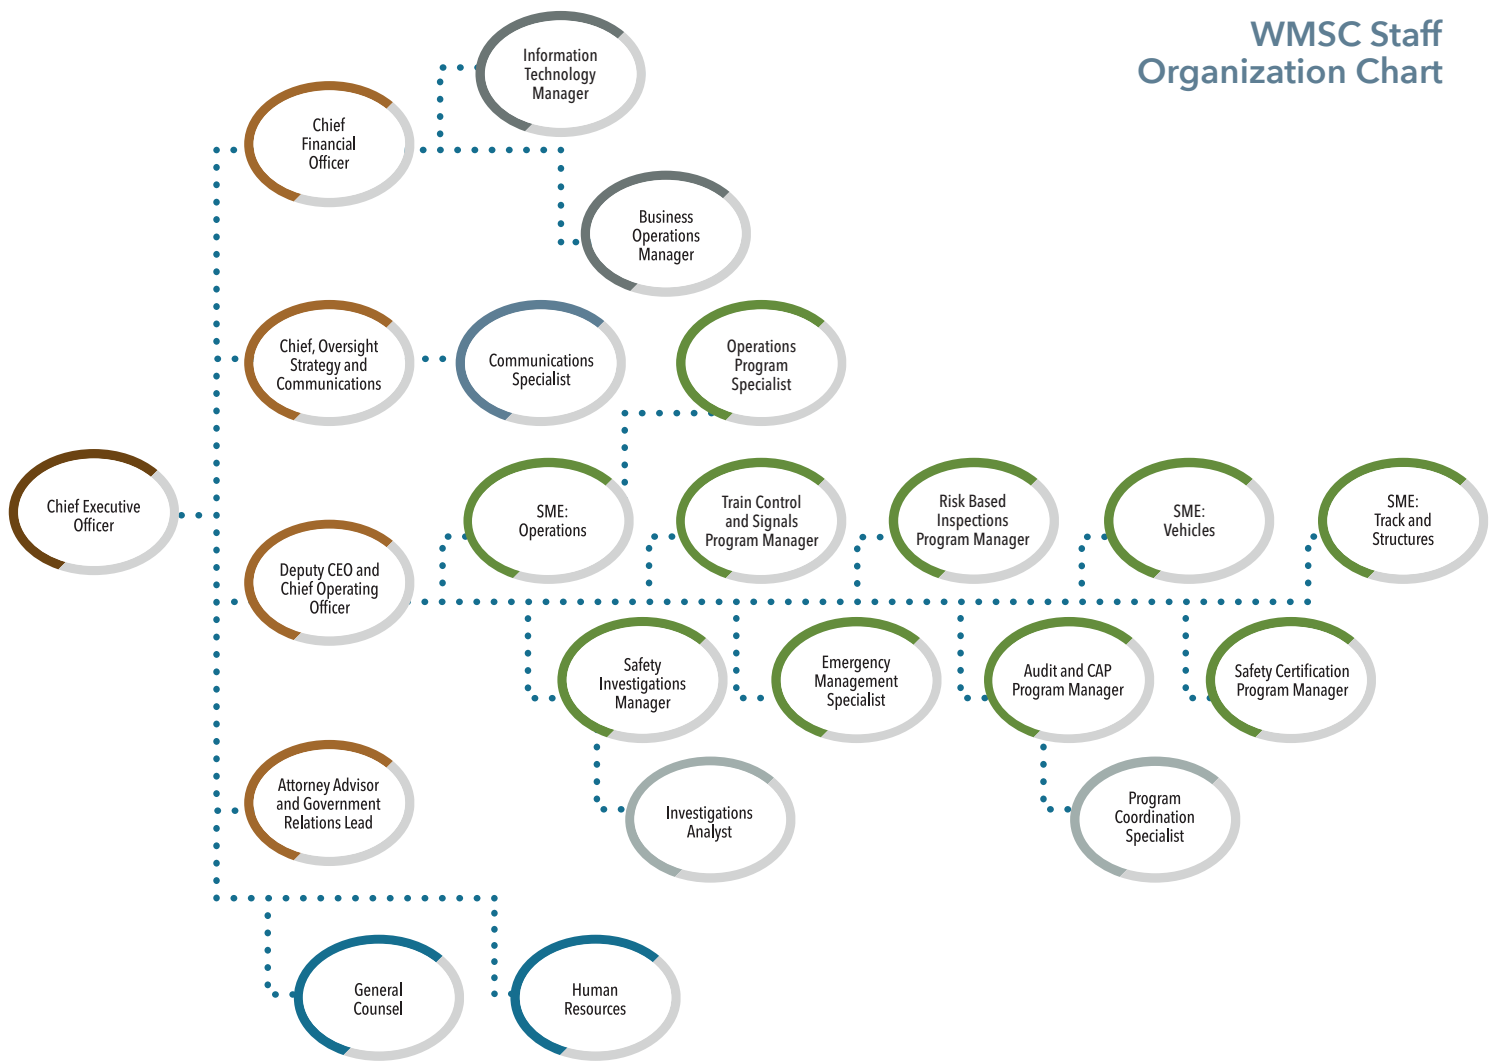 WMSC Staff
Organization Chart
Information
Technology
Manager
Chief
Financial
Officer
Business
Operations
Manager
Chief, Oversight
Strategy and
Communications
Communications
Specialist
Operations
Program
Specialist
Chief Executive
Officer
SME:
Operations
Train Control
and Signals
Program Manager
Risk Based
Inspections
Program Manager
SME:
Vehicles
SME:
Track and
Structures
Deputy CEO and
Chief Operating
Officer
Safety
Investigations
Manager
Emergency
Management
Specialist
Audit and CAP
Program Manager
Safety Certification
Program Manager
Attorney Advisor
and Government
Relations Lead
Investigations
Analyst
Program
Coordination
Specialist
General
Counsel
Human
Resources